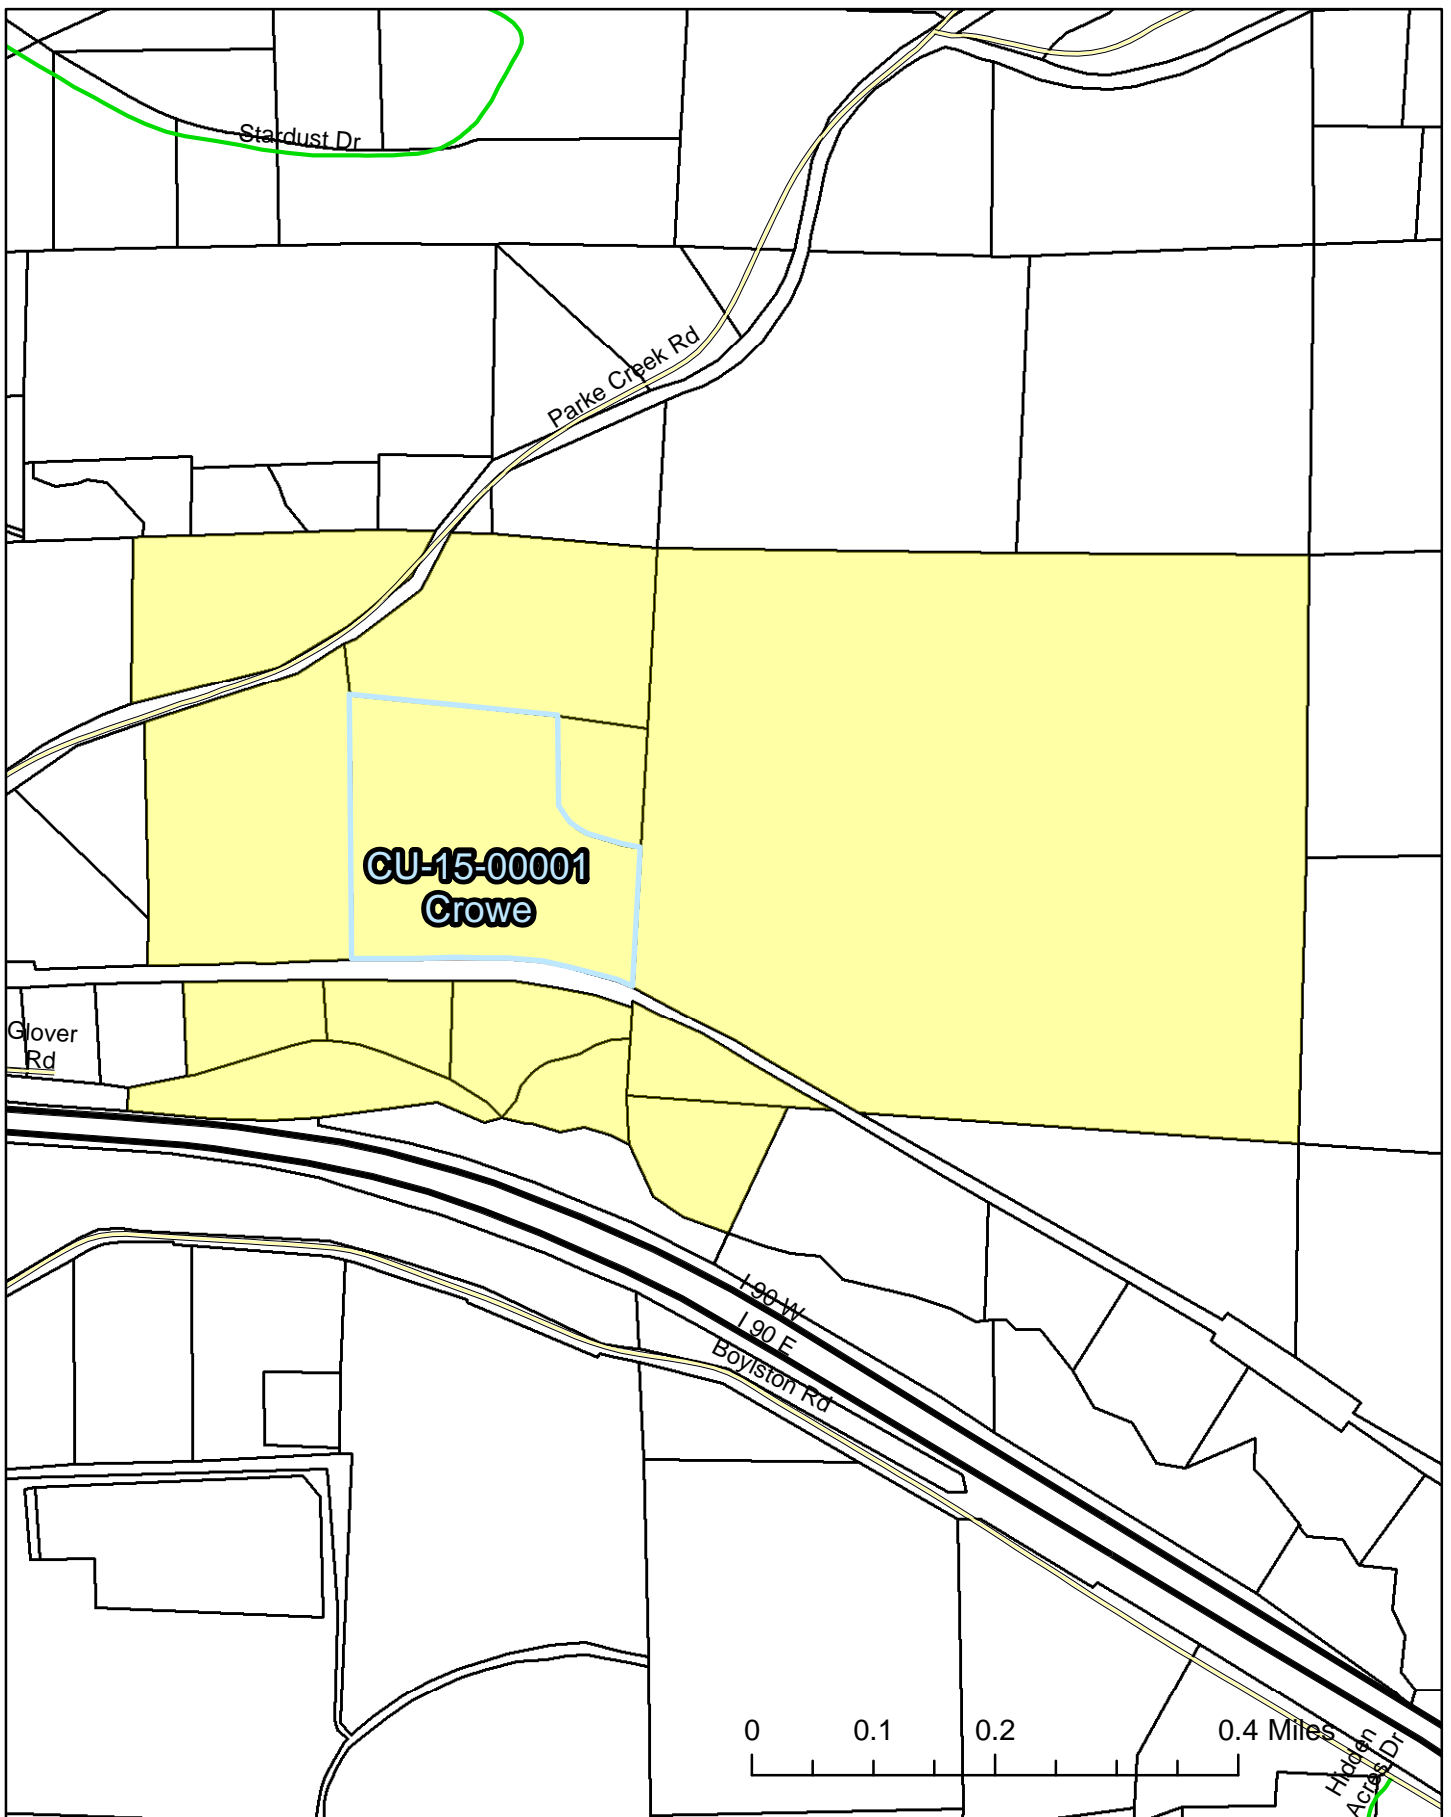 Stardust Dr
Parke Creek Rd
CU-15-00001
Crowe
Glover
Rd
I 90 W
I 90 E
Boylston Rd
0 0.1 0.2 0.4 Miles
Hidden
Acres Dr